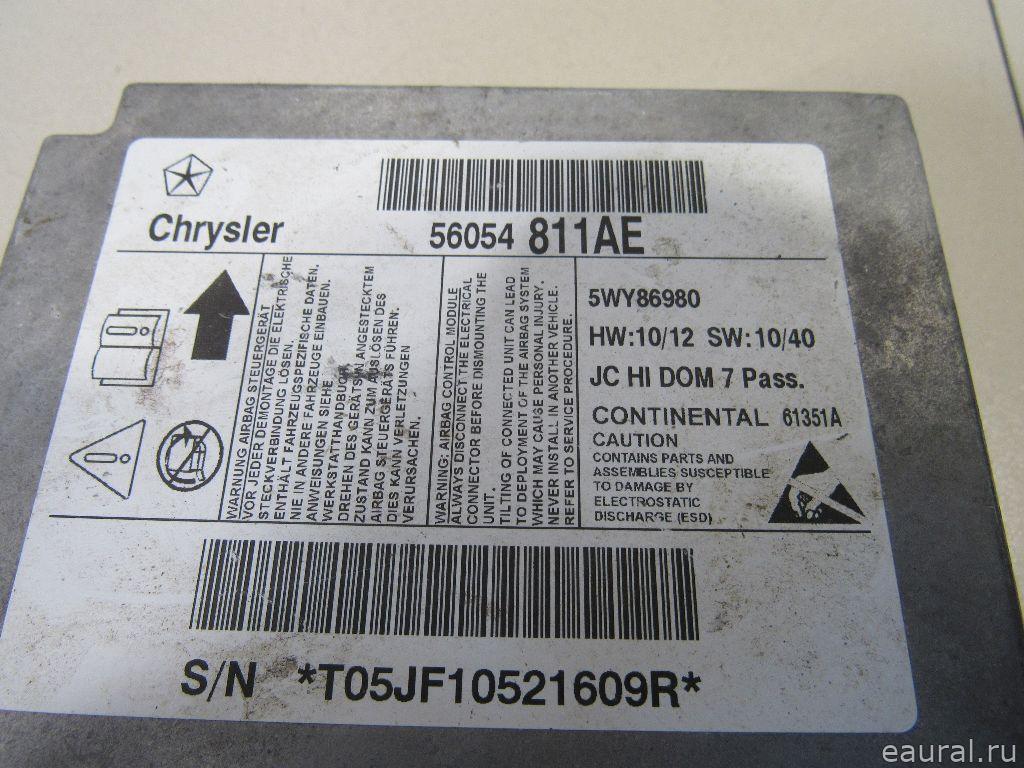 Chrysler
56054 811AE
WARNUNG AIRBAG STEUERGERÄT
VOR JEDER DEMONTAGE DIE ELEKTRISCHE
STECKVERBINDUNG LÖSEN.
ENTHÄLT FAHRZEUGSPEZIFISCHE DATEN.
NIE IN ANDERE FAHRZEUGE EINBAUEN.
ANWEISUNGEN SIEHE
WERKSTATTHANDBUCH
DREHEN DES GERÄTS IN ANGESTECKTEM
ZUSTAND KANN ZUM AUSLÖSEN DES
AIRBAG STEUERGERÄTS FÜHREN.
DIES KANN VERLETZUNGEN
VERURSACHEN.
WARNING: AIRBAG CONTROL MODULE
ALWAYS DISCONNECT THE ELECTRICAL
CONNECTOR BEFORE DISMOUNTING THE
UNIT.
TILTING OF CONNECTED UNIT CAN LEAD
TO DEPLOYMENT OF THE AIRBAG SYSTEM
WHICH MAY CAUSE PERSONAL INJURY.
NEVER INSTALL IN ANOTHER VEHICLE.
REFER TO SERVICE PROCEDURE.
5WY86980
HW:10/12 SW:10/40
JC HI DOM 7 Pass.
CONTINENTAL 61351A
CAUTION
CONTAINS PARTS AND
ASSEMBLIES SUSCEPTIBLE
TO DAMAGE BY
ELECTROSTATIC
DISCHARGE (ESD)
S/N *T05JF10521609R*
eaural.ru